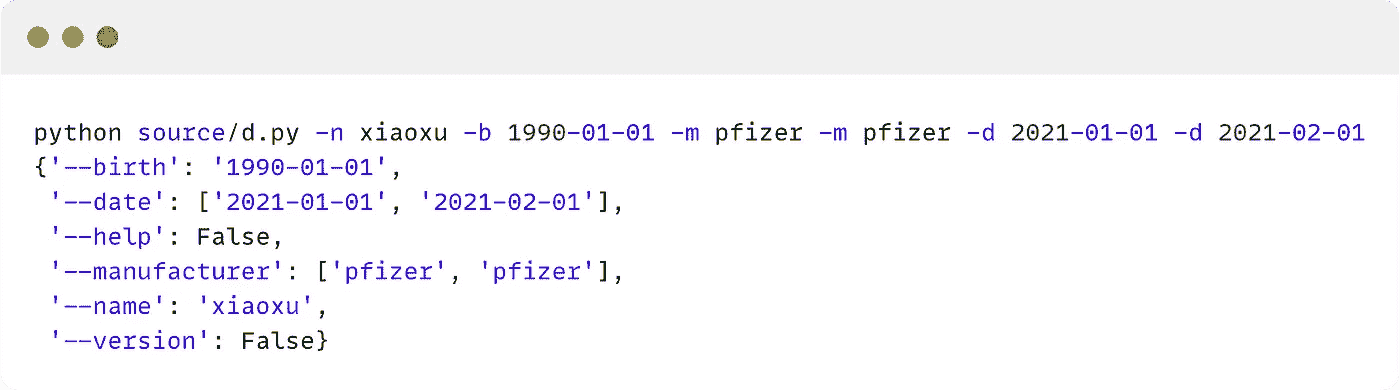 python source/d.py -n xiaoxu -b 1990-01-01 -m pfizer -m pfizer -d 2021-01-01 -d 2021-02-01
{'--birth': '1990-01-01',
 '--date': ['2021-01-01', '2021-02-01'],
 '--help': False,
 '--manufacturer': ['pfizer', 'pfizer'],
 '--name': 'xiaoxu',
 '--version': False}